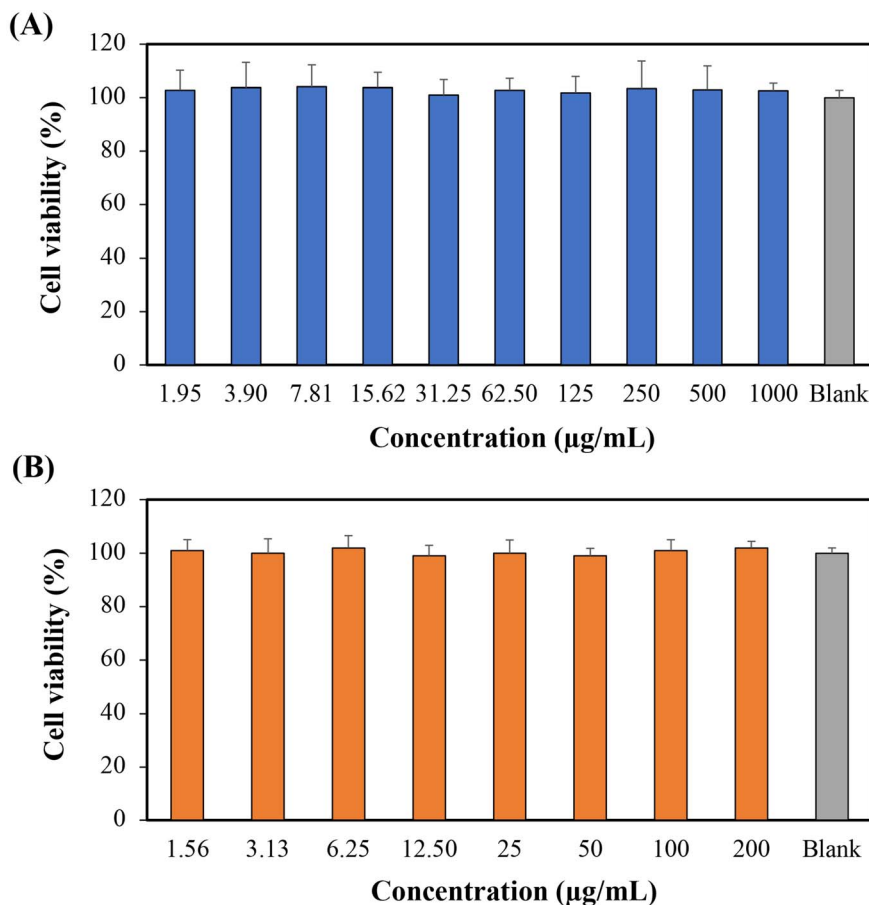 (A)
Cell viability (%)
120
100
80
60
40
20
0
1.95 3.90 7.81 15.62 31.25 62.50 125 250 500 1000 Blank
Concentration (μg/mL)
(B)
Cell viability (%)
120
100
80
60
40
20
0
1.56 3.13 6.25 12.50 25 50 100 200 Blank
Concentration (μg/mL)